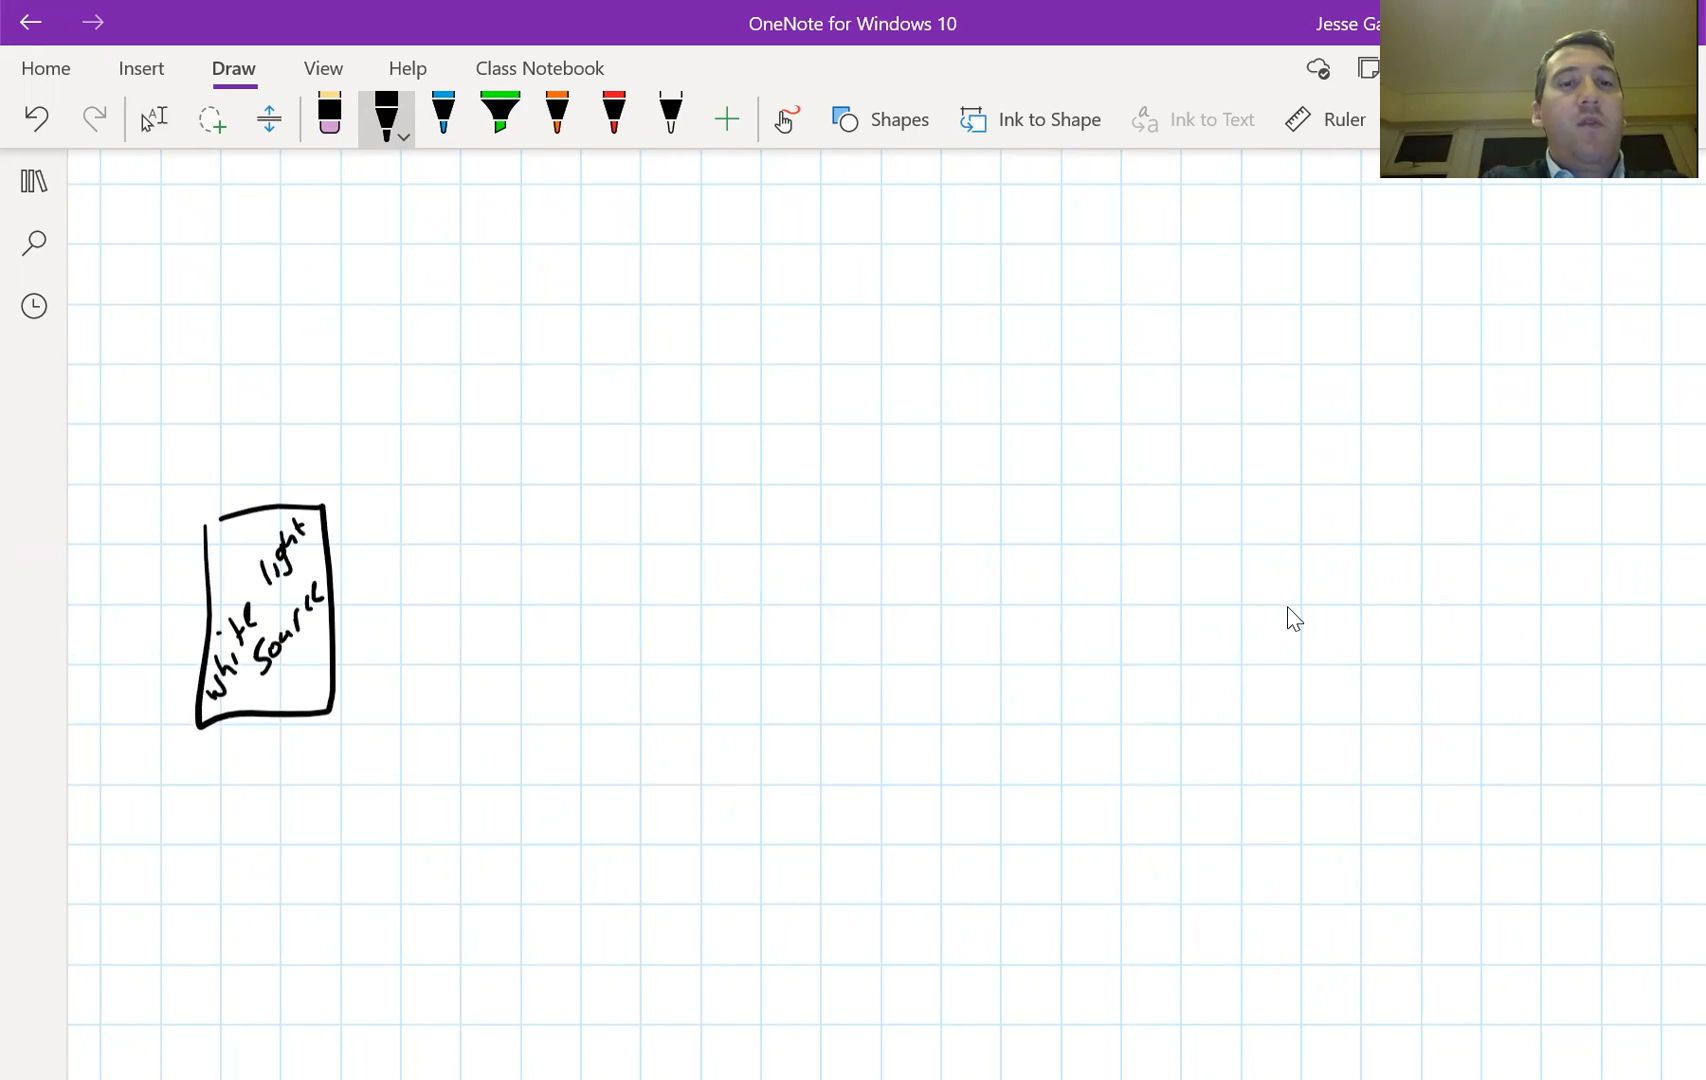 OneNote for Windows 10
Jesse Ga
Home Insert Draw View Help Class Notebook
Shapes Ink to Shape Ink to Text Ruler
white light
source